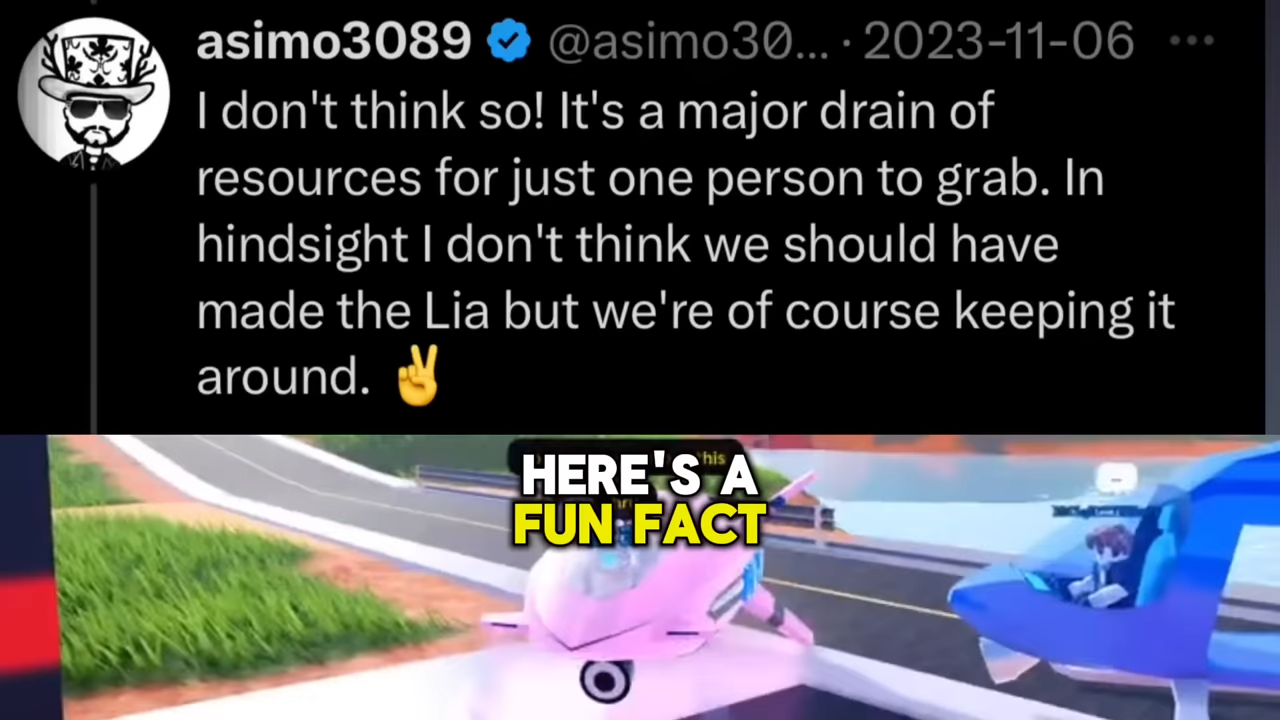 asimo3089 @asimo30... · 2023-11-06 ...
I don't think so! It's a major drain of
resources for just one person to grab. In
hindsight I don't think we should have
made the Lia but we're of course keeping it
around. ✌️
this
HERE'S A
FUN FACT